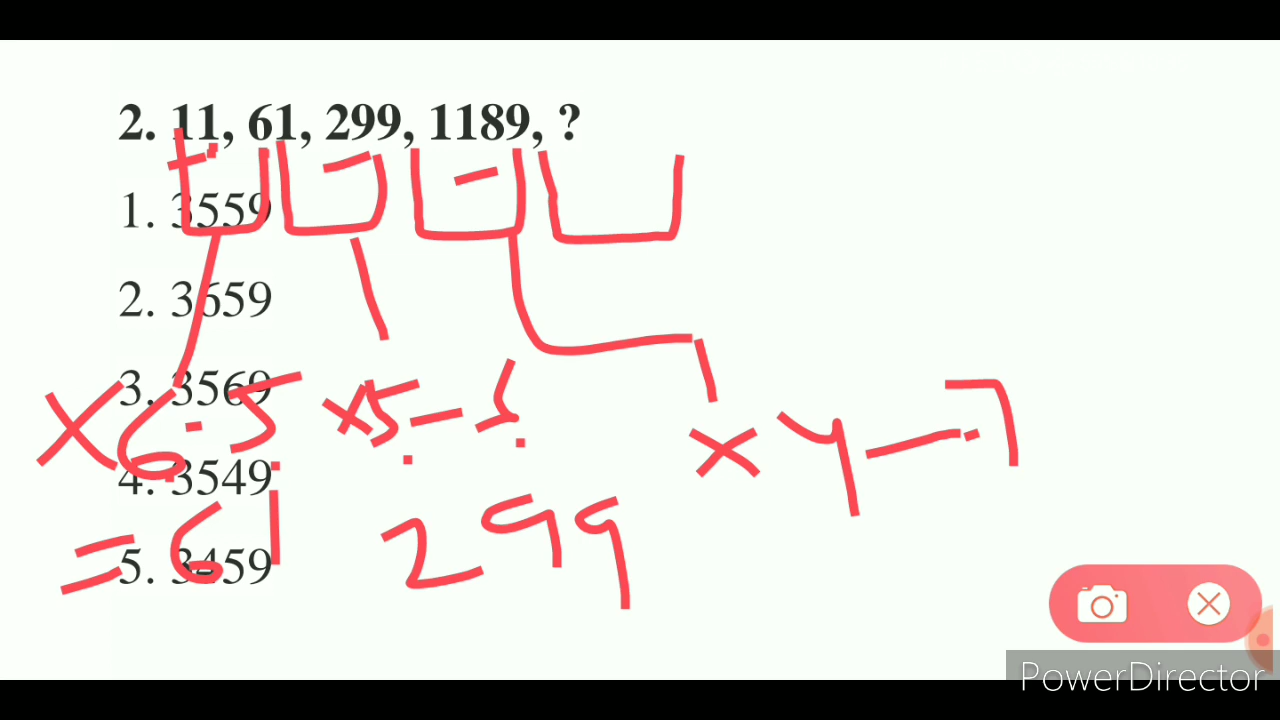 2. 11, 61, 299, 1189, ?
1. 3559
2. 3659
3. 3569
4. 3549
5. 3459
×6-5 ×5-6 ×4-7
=61 299
PowerDirector